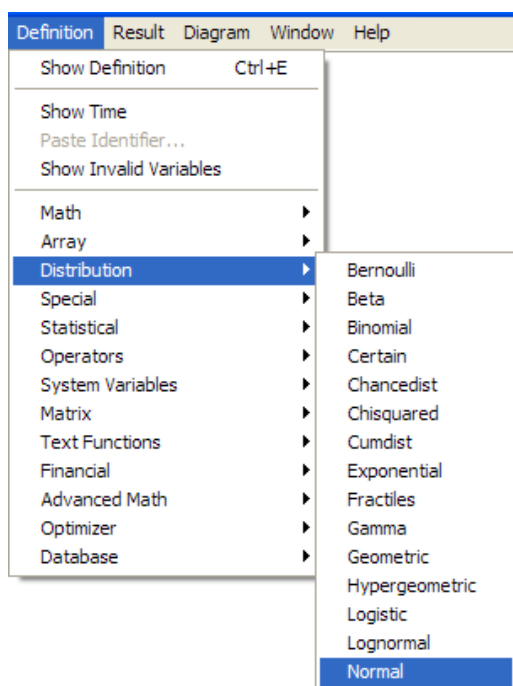 Definition Result Diagram Window Help
Show Definition Ctrl+E
Show Time
Paste Identifier...
Show Invalid Variables
Math
Array
Distribution
Special
Statistical
Operators
System Variables
Matrix
Text Functions
Financial
Advanced Math
Optimizer
Database
Bernoulli
Beta
Binomial
Certain
Chancedist
Chisquared
Cumdist
Exponential
Fractiles
Gamma
Geometric
Hypergeometric
Logistic
Lognormal
Normal